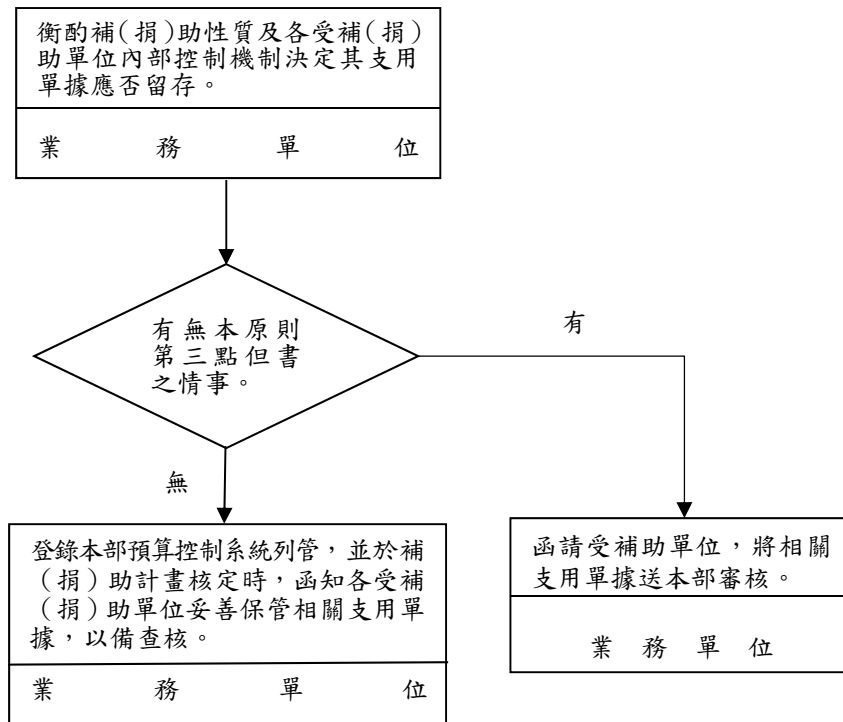 衡酌補(捐)助性質及各受補(捐)
助單位內部控制機制決定其支用
單據應否留存。
業 務 單 位
有無本原則
第三點但書
之情事。
有
無
登錄本部預算控制系統列管，並於補
(捐)助計畫核定時，函知各受補
(捐)助單位妥善保管相關支用單
據，以備查核。
業 務 單 位
函請受補助單位，將相關
支用單據送本部審核。
業 務 單 位